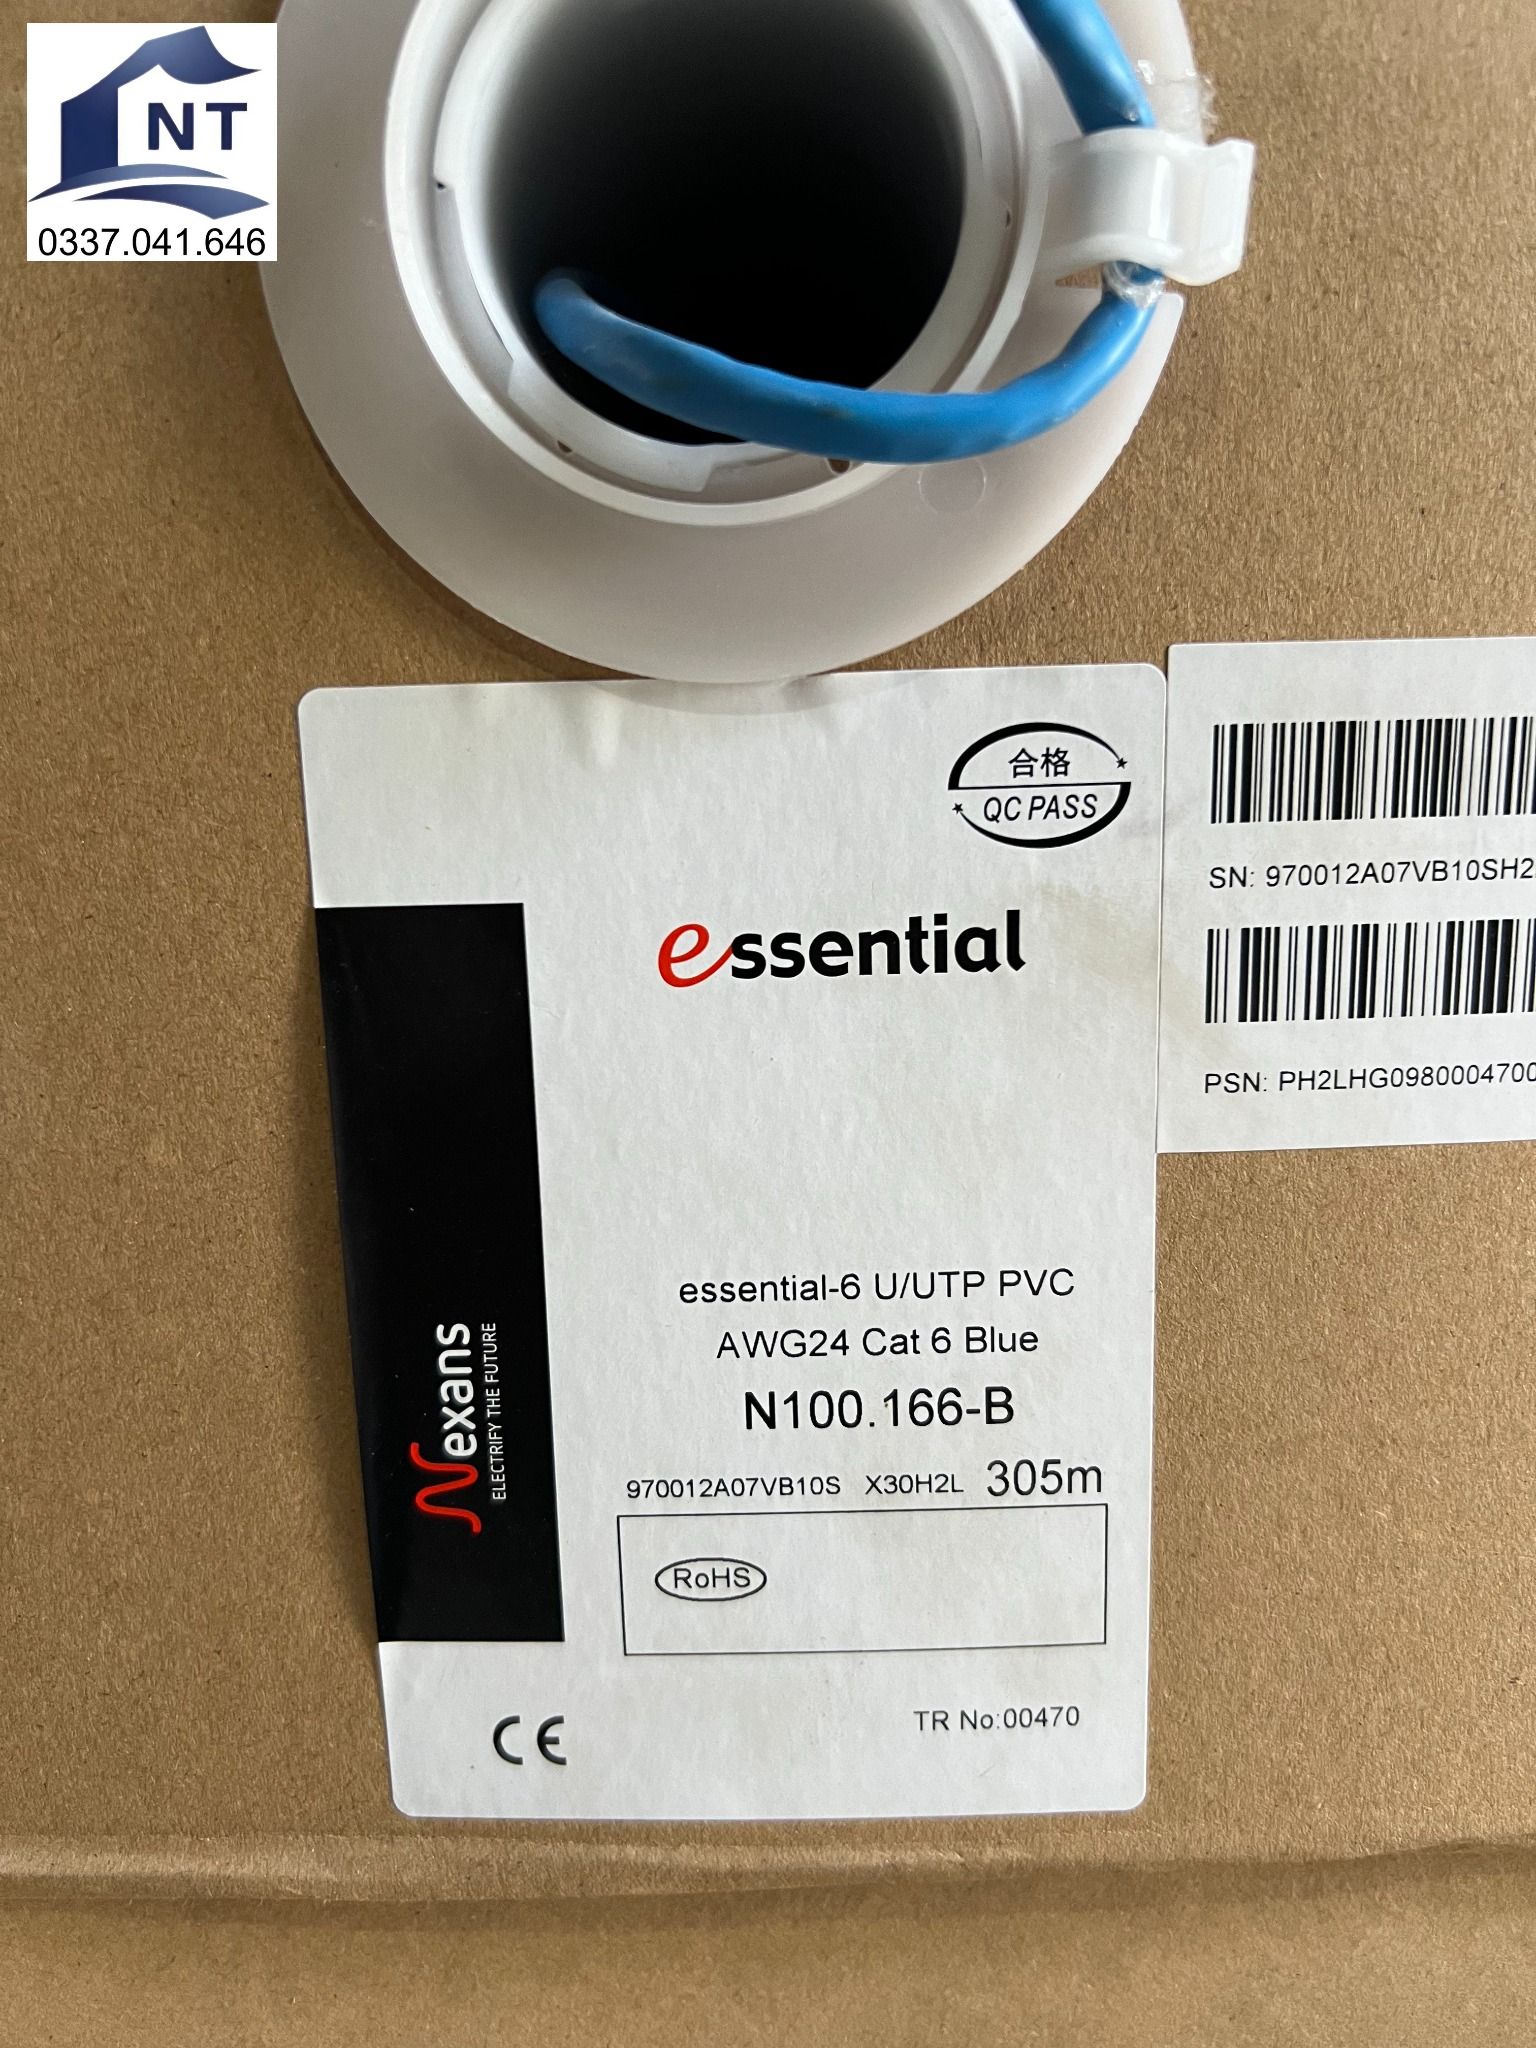 NT
0337.041.646
合格
QC PASS
essential
SN: 970012A07VB10SH2
PSN: PH2LHG0980004700
essential-6 U/UTP PVC
AWG24 Cat 6 Blue
N100.166-B
970012A07VB10S X30H2L 305m
RoHS
Nexans
ELECTRIFY THE FUTURE
CE
TR No:00470